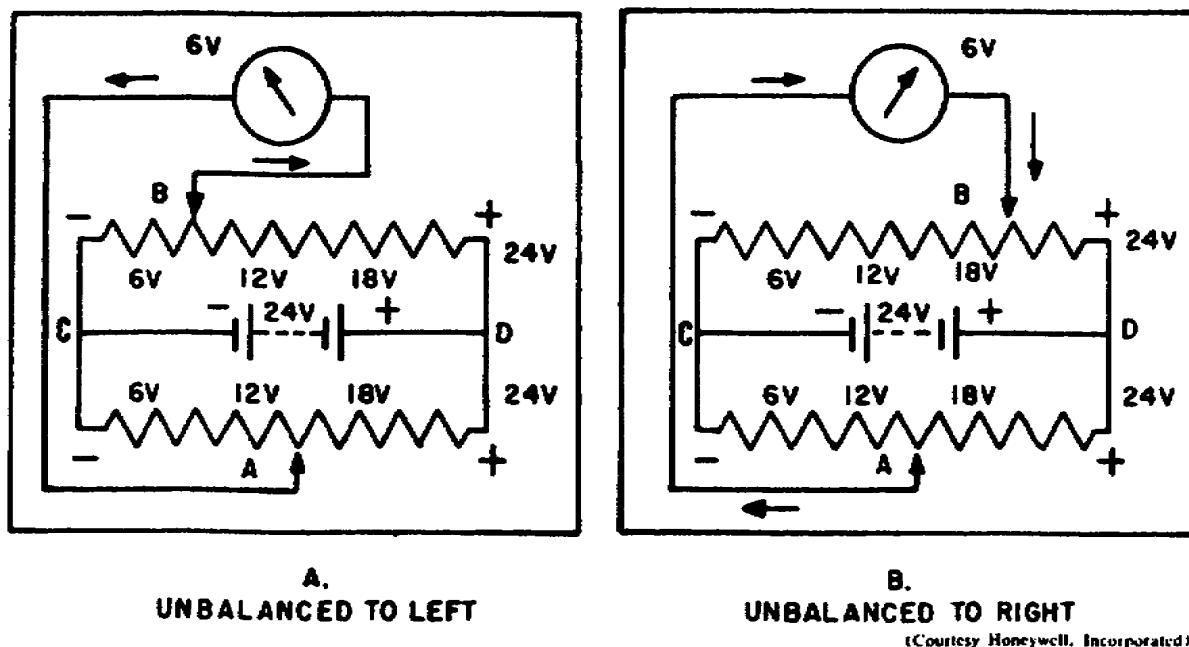 6V
B
- +
24V
6V 12V 18V
- 24V +
C D
6V 12V 18V 24V
- A +
A.
UNBALANCED TO LEFT
6V
B
- +
24V
6V 12V 18V
- 24V +
C D
6V 12V 18V 24V
- A +
B.
UNBALANCED TO RIGHT
(Courtesy Honeywell, Incorporated)